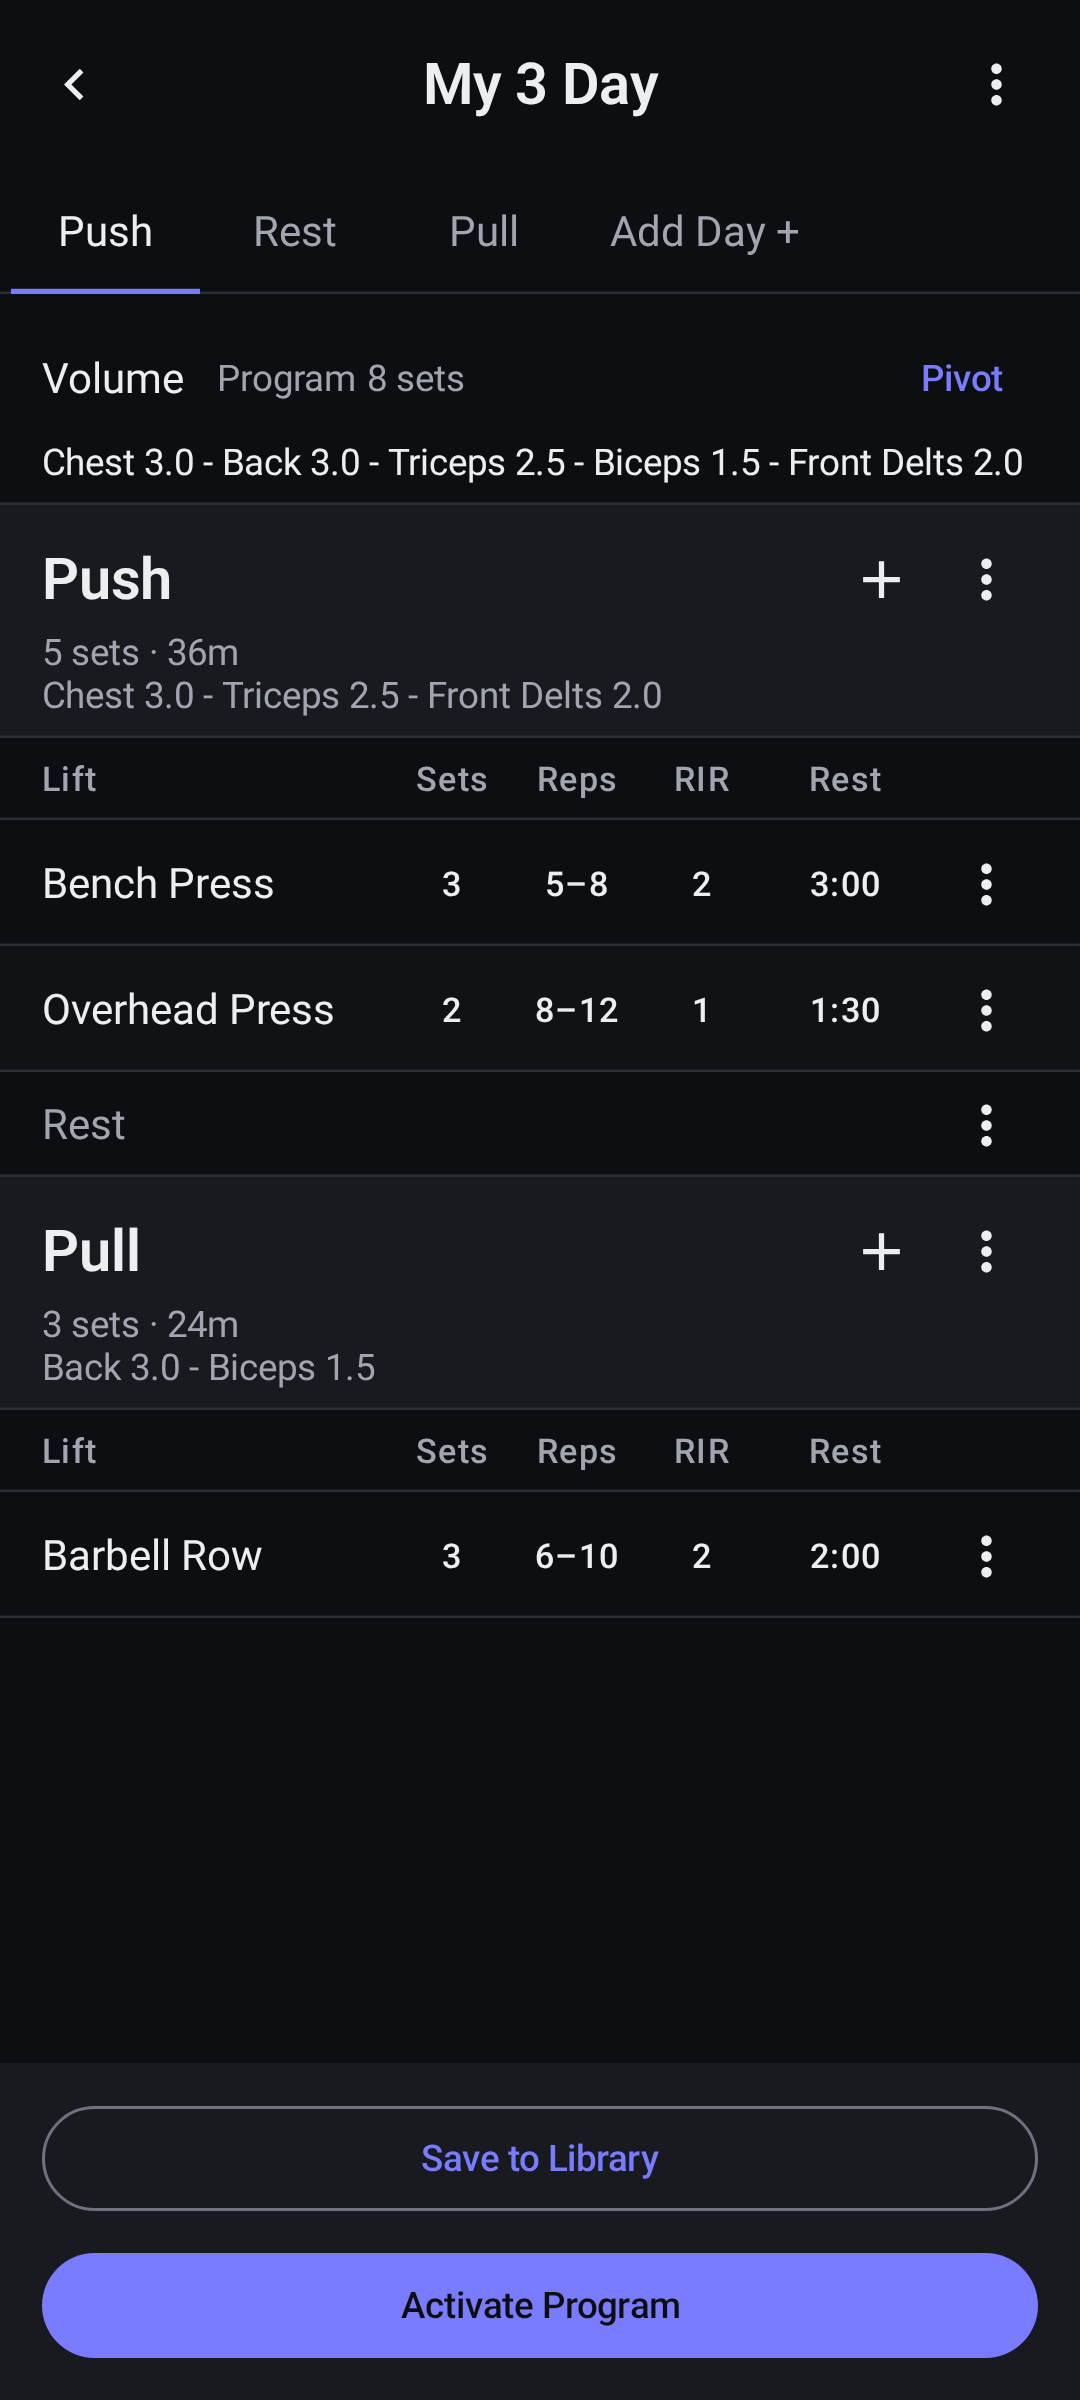 My 3 Day
Push Rest Pull Add Day +
Volume Program 8 sets Pivot
Chest 3.0 - Back 3.0 - Triceps 2.5 - Biceps 1.5 - Front Delts 2.0
Push +
5 sets · 36m
Chest 3.0 - Triceps 2.5 - Front Delts 2.0
Lift Sets Reps RIR Rest
Bench Press 3 5–8 2 3:00
Overhead Press 2 8–12 1 1:30
Rest
Pull +
3 sets · 24m
Back 3.0 - Biceps 1.5
Lift Sets Reps RIR Rest
Barbell Row 3 6–10 2 2:00
Save to Library
Activate Program